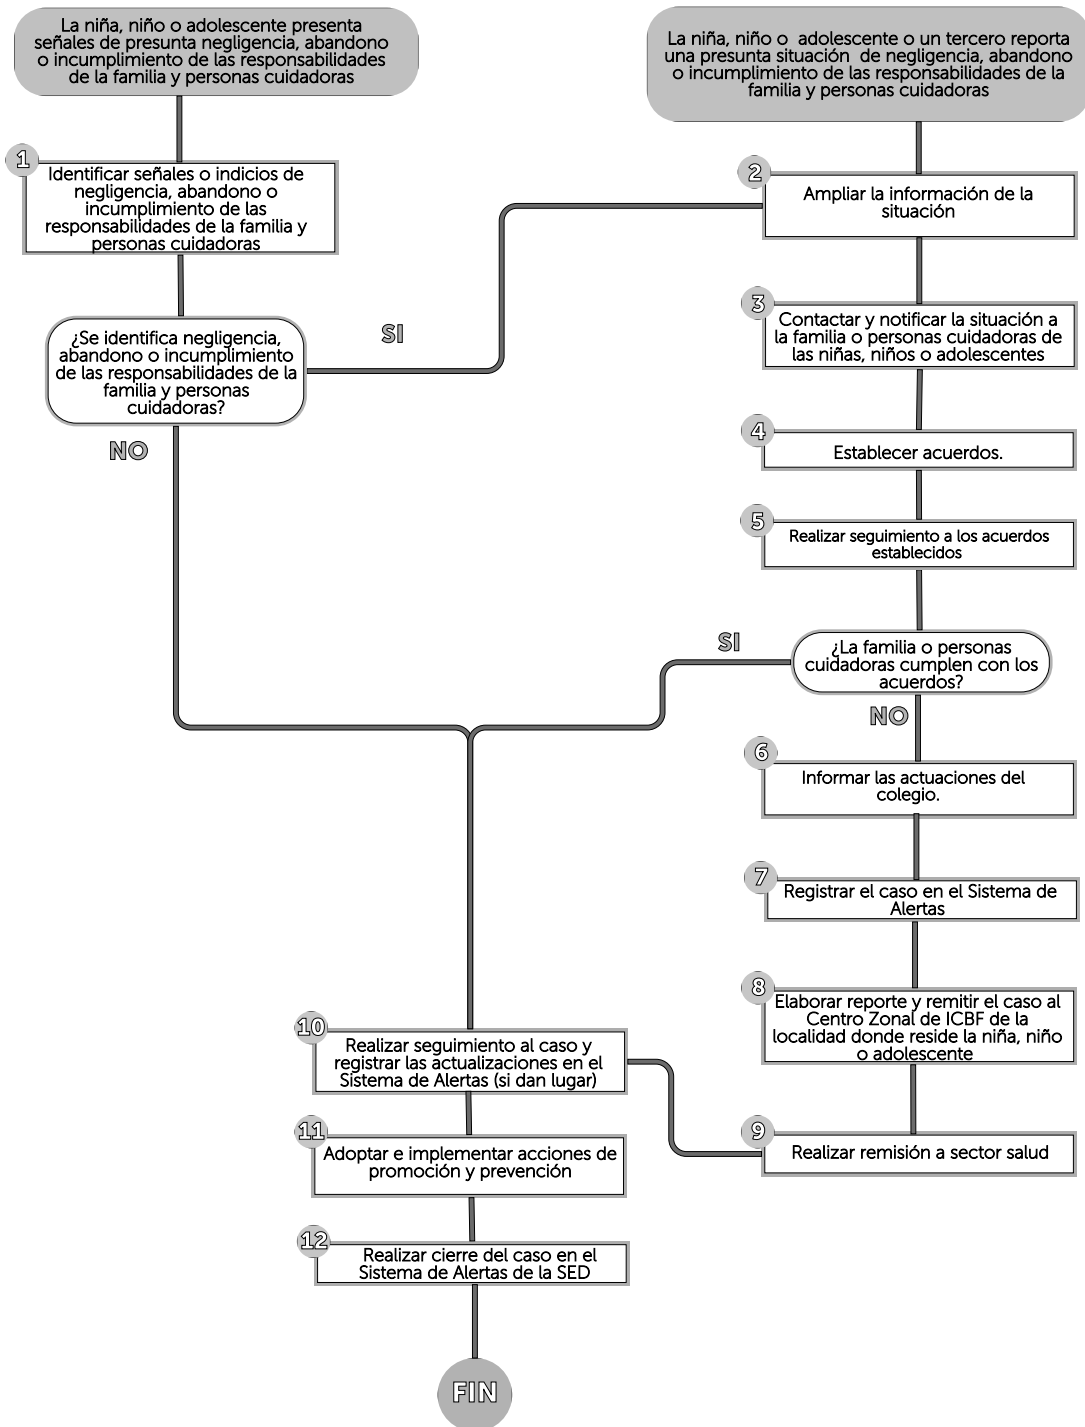 La niña, niño o adolescente presenta
señales de presunta negligencia, abandono
o incumplimiento de las responsabilidades
de la familia y personas cuidadoras
La niña, niño o  adolescente o un tercero reporta
una presunta situación  de negligencia, abandono
o incumplimiento de las responsabilidades de la
familia y personas cuidadoras
1
Identificar señales o indicios de
negligencia, abandono o
incumplimiento de las
responsabilidades de la familia y
personas cuidadoras
2
Ampliar la información de la
situación
¿Se identifica negligencia,
abandono o incumplimiento
de las responsabilidades de la
familia y personas
cuidadoras?
SI
NO
3
Contactar y notificar la situación a
la familia o personas cuidadoras de
las niñas, niños o adolescentes
4
Establecer acuerdos.
5
Realizar seguimiento a los acuerdos
establecidos
¿La familia o personas
cuidadoras cumplen con los
acuerdos?
SI
NO
6
Informar las actuaciones del
colegio.
7
Registrar el caso en el Sistema de
Alertas
8
Elaborar reporte y remitir el caso al
Centro Zonal de ICBF de la
localidad donde reside la niña, niño
o adolescente
9
Realizar remisión a sector salud
10
Realizar seguimiento al caso y
registrar las actualizaciones en el
Sistema de Alertas (si dan lugar)
11
Adoptar e implementar acciones de
promoción y prevención
12
Realizar cierre del caso en el
Sistema de Alertas de la SED
FIN